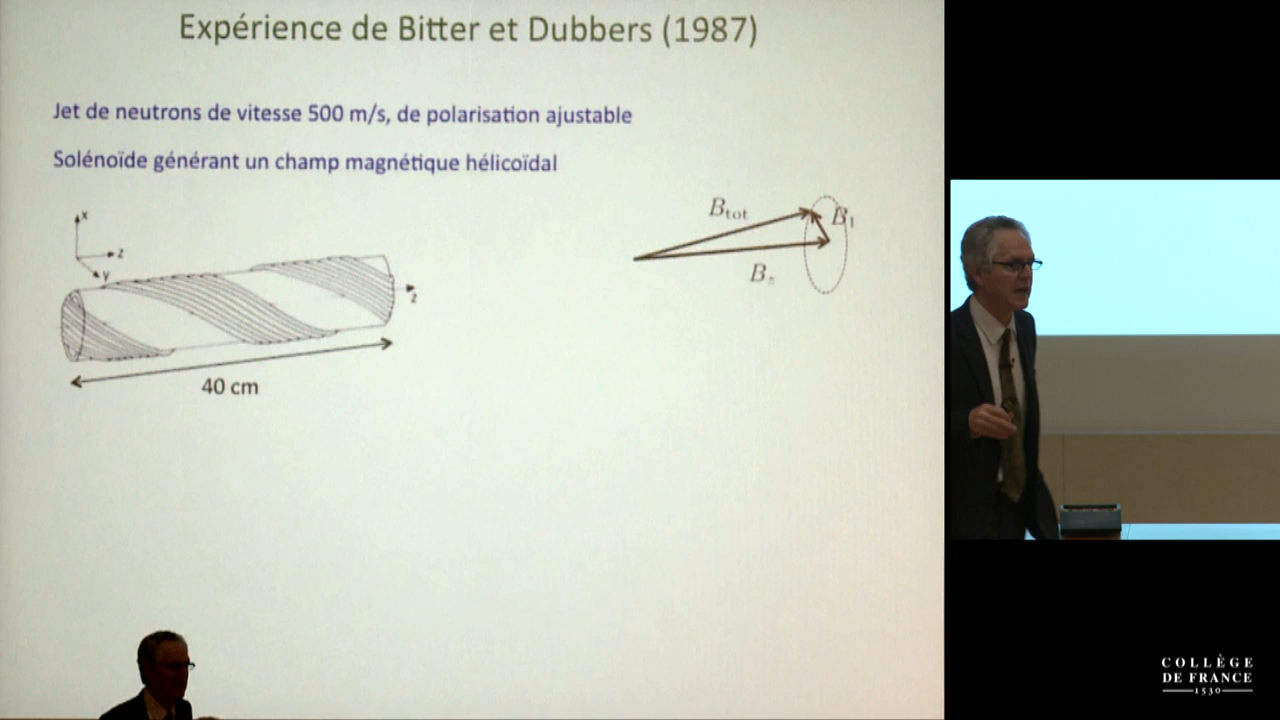 Expérience de Bitter et Dubbers (1987)
Jet de neutrons de vitesse 500 m/s, de polarisation ajustable
Solénoïde générant un champ magnétique hélicoïdal
x
z
y
z
40 cm
Btot
B1
Bz
COLLÈGE
DE FRANCE
1530